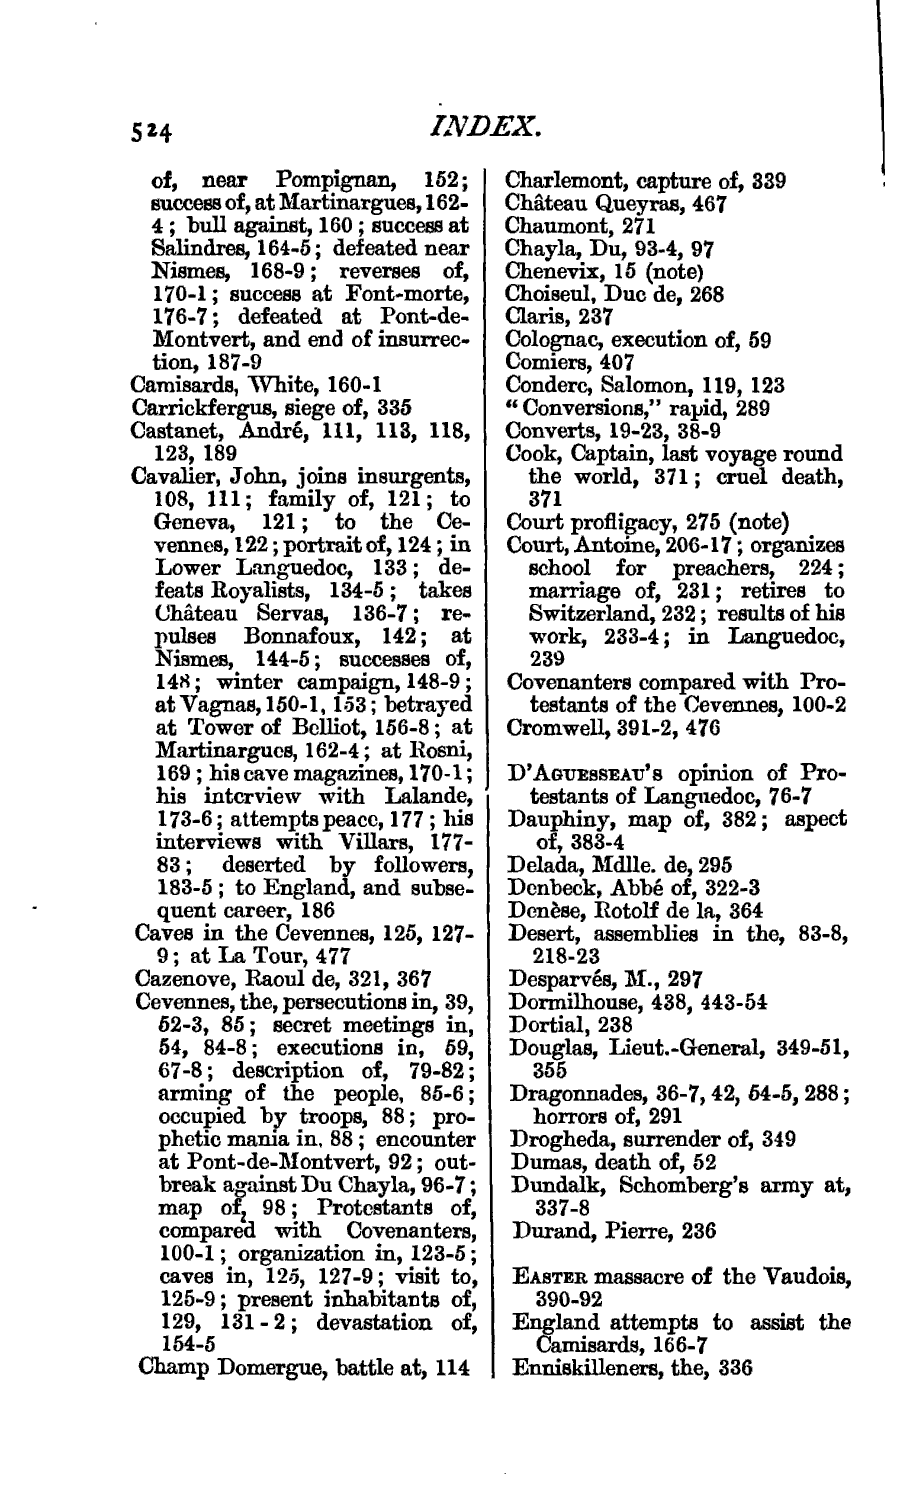 524
INDEX.
of, near Pompignan, 152;
success of, at Martinargues, 162-
4; bull against, 160; success at
Salindres, 164-5; defeated near
Nismes, 168-9; reverses of,
170-1; success at Font-morte,
176-7; defeated at Pont-de-
Montvert, and end of insurrec-
tion, 187-9
Camisards, White, 160-1
Carrickfergus, siege of, 335
Castanet, André, 111, 113, 118,
123, 189
Cavalier, John, joins insurgents,
108, 111; family of, 121; to
Geneva, 121; to the Ce-
vennes, 122; portrait of, 124; in
Lower Languedoc, 133; de-
feats Royalists, 134-5; takes
Château Servas, 136-7; re-
pulses Bonnafoux, 142; at
Nismes, 144-5; successes of,
148; winter campaign, 148-9;
at Vagnas, 150-1, 153; betrayed
at Tower of Belliot, 156-8; at
Martinargues, 162-4; at Rosni,
169; his cave magazines, 170-1;
his interview with Lalande,
173-6; attempts peace, 177; his
interviews with Villars, 177-
83; deserted by followers,
183-5; to England, and subse-
quent career, 186
Caves in the Cevennes, 125, 127-
9; at La Tour, 477
Cazenove, Raoul de, 321, 367
Cevennes, the, persecutions in, 39,
52-3, 85; secret meetings in,
54, 84-8; executions in, 59,
67-8; description of, 79-82;
arming of the people, 85-6;
occupied by troops, 88; pro-
phetic mania in, 88; encounter
at Pont-de-Montvert, 92; out-
break against Du Chayla, 96-7;
map of, 98; Protestants of,
compared with Covenanters,
100-1; organization in, 123-5;
caves in, 125, 127-9; visit to,
125-9; present inhabitants of,
129, 131-2; devastation of,
154-5
Champ Domergue, battle at, 114
Charlemont, capture of, 339
Château Queyras, 467
Chaumont, 271
Chayla, Du, 93-4, 97
Chenevix, 15 (note)
Choiseul, Duc de, 268
Claris, 237
Colognac, execution of, 59
Comiers, 407
Conderc, Salomon, 119, 123
"Conversions," rapid, 289
Converts, 19-23, 38-9
Cook, Captain, last voyage round
the world, 371; cruel death,
371
Court profligacy, 275 (note)
Court, Antoine, 206-17; organizes
school for preachers, 224;
marriage of, 231; retires to
Switzerland, 232; results of his
work, 233-4; in Languedoc,
239
Covenanters compared with Pro-
testants of the Cevennes, 100-2
Cromwell, 391-2, 476
D'AGUESSEAU'S opinion of Pro-
testants of Languedoc, 76-7
Dauphiny, map of, 382; aspect
of, 383-4
Delada, Mdlle. de, 295
Denbeck, Abbé of, 322-3
Denèse, Rotolf de la, 364
Desert, assemblies in the, 83-8,
218-23
Desparvés, M., 297
Dormilhouse, 438, 443-54
Dortial, 238
Douglas, Lieut.-General, 349-51,
355
Dragonnades, 36-7, 42, 54-5, 288;
horrors of, 291
Drogheda, surrender of, 349
Dumas, death of, 52
Dundalk, Schomberg's army at,
337-8
Durand, Pierre, 236
EASTER massacre of the Vaudois,
390-92
England attempts to assist the
Camisards, 166-7
Enniskilleners, the, 336